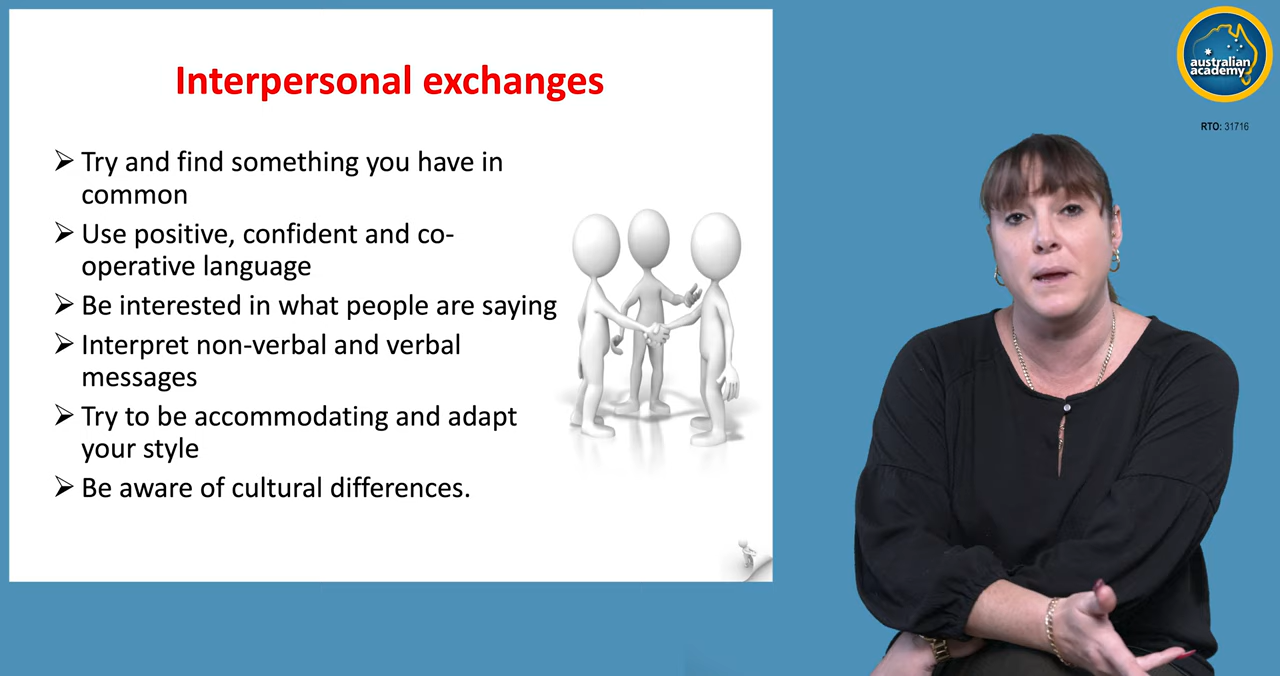 Interpersonal exchanges
➢ Try and find something you have in
common
➢ Use positive, confident and co-
operative language
➢ Be interested in what people are saying
➢ Interpret non-verbal and verbal
messages
➢ Try to be accommodating and adapt
your style
➢ Be aware of cultural differences.
australian
academy
RTO: 31716